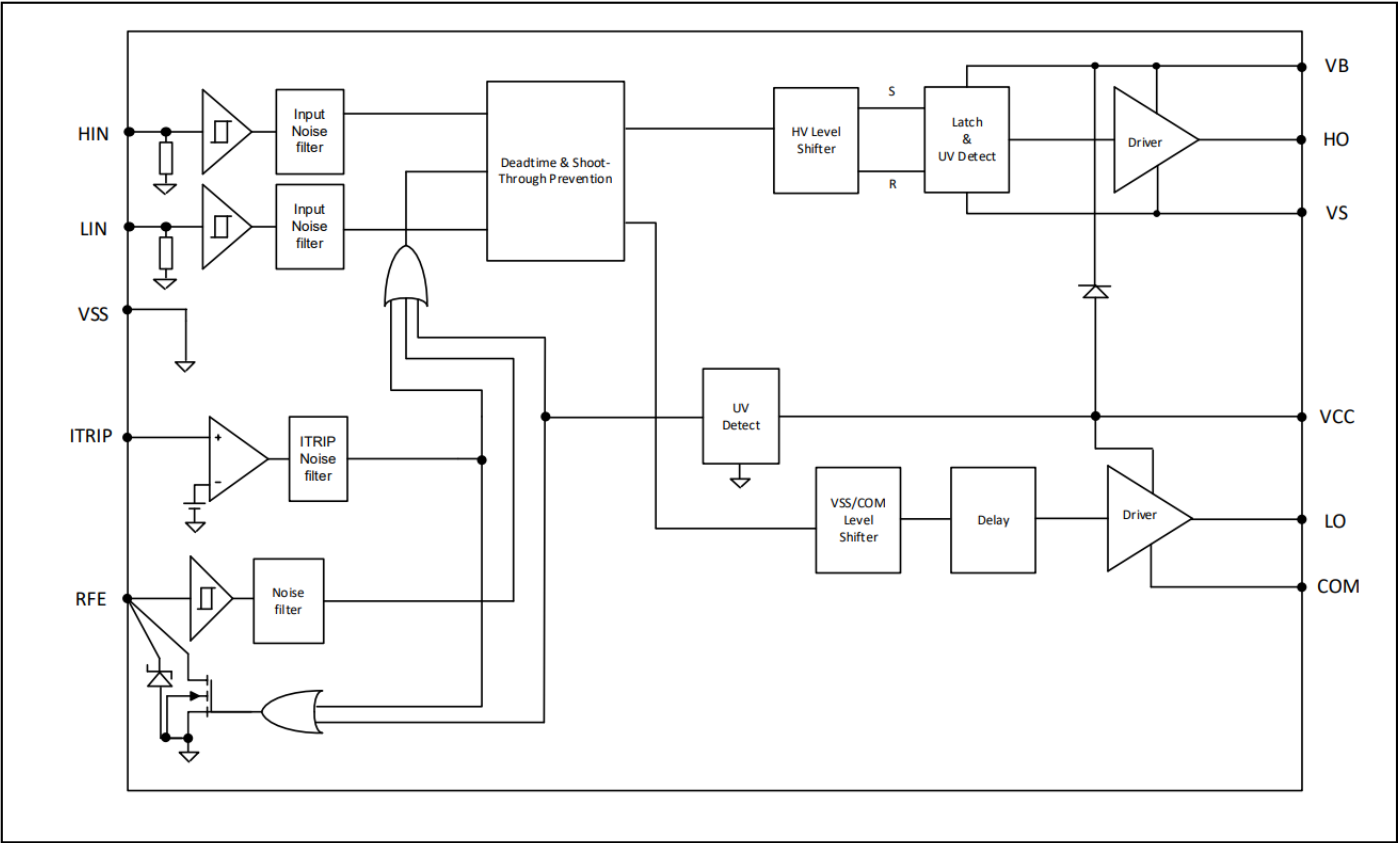 HIN
LIN
VSS
ITRIP
RFE
Input
Noise
filter
Input
Noise
filter
Deadtime & Shoot-
Through Prevention
HV Level
Shifter
S
R
Latch
&
UV Detect
Driver
VB
HO
VS
+
-
ITRIP
Noise
filter
Noise
filter
UV
Detect
VSS/COM
Level
Shifter
Delay
Driver
VCC
LO
COM